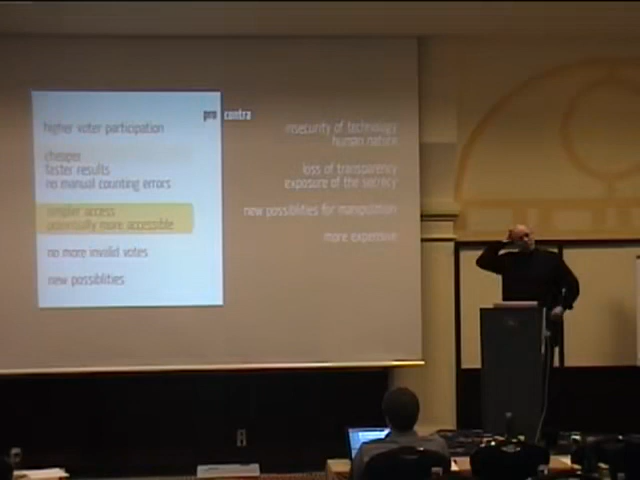 pro contra
higher voter participation
cheaper
faster results
no manual counting errors
simpler access
potentially more accessible
no more invalid votes
new possiblities
insecurity of technology
human nature
loss of transparency
exposure of the secrecy
new possiblities for manipulation
more expensive